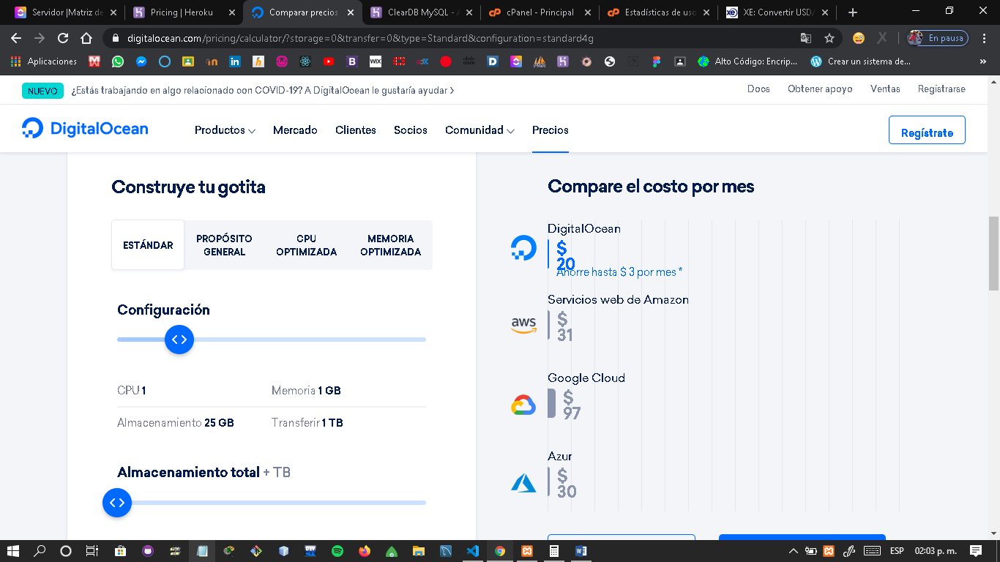 Servidor |Matriz de
Pricing | Heroku
Comparar precios
ClearDB MySQL - A
cPanel - Principal
Estadísticas de uso
XE: Convertir USD/
digitalocean.com/pricing/calculator/?storage=0&transfer=0&type=Standard&configuration=standard4g
En pausa
Aplicaciones
WIX
Alto Código: Encrip...
Crear un sistema de...
NUEVO
¿Estás trabajando en algo relacionado con COVID-19? A DigitalOcean le gustaría ayudar
Docs
Obtener apoyo
Ventas
Registrarse
DigitalOcean
Productos
Mercado
Clientes
Socios
Comunidad
Precios
Regístrate
Construye tu gotita
ESTÁNDAR
PROPÓSITO
GENERAL
CPU
OPTIMIZADA
MEMORIA
OPTIMIZADA
Configuración
CPU 1
Memoria 1 GB
Almacenamiento 25 GB
Transferir 1 TB
Almacenamiento total + TB
Compare el costo por mes
DigitalOcean
$
20
Ahorre hasta $ 3 por mes *
Servicios web de Amazon
aws
$
31
Google Cloud
$
97
Azur
$
30
ESP
02:03 p. m.